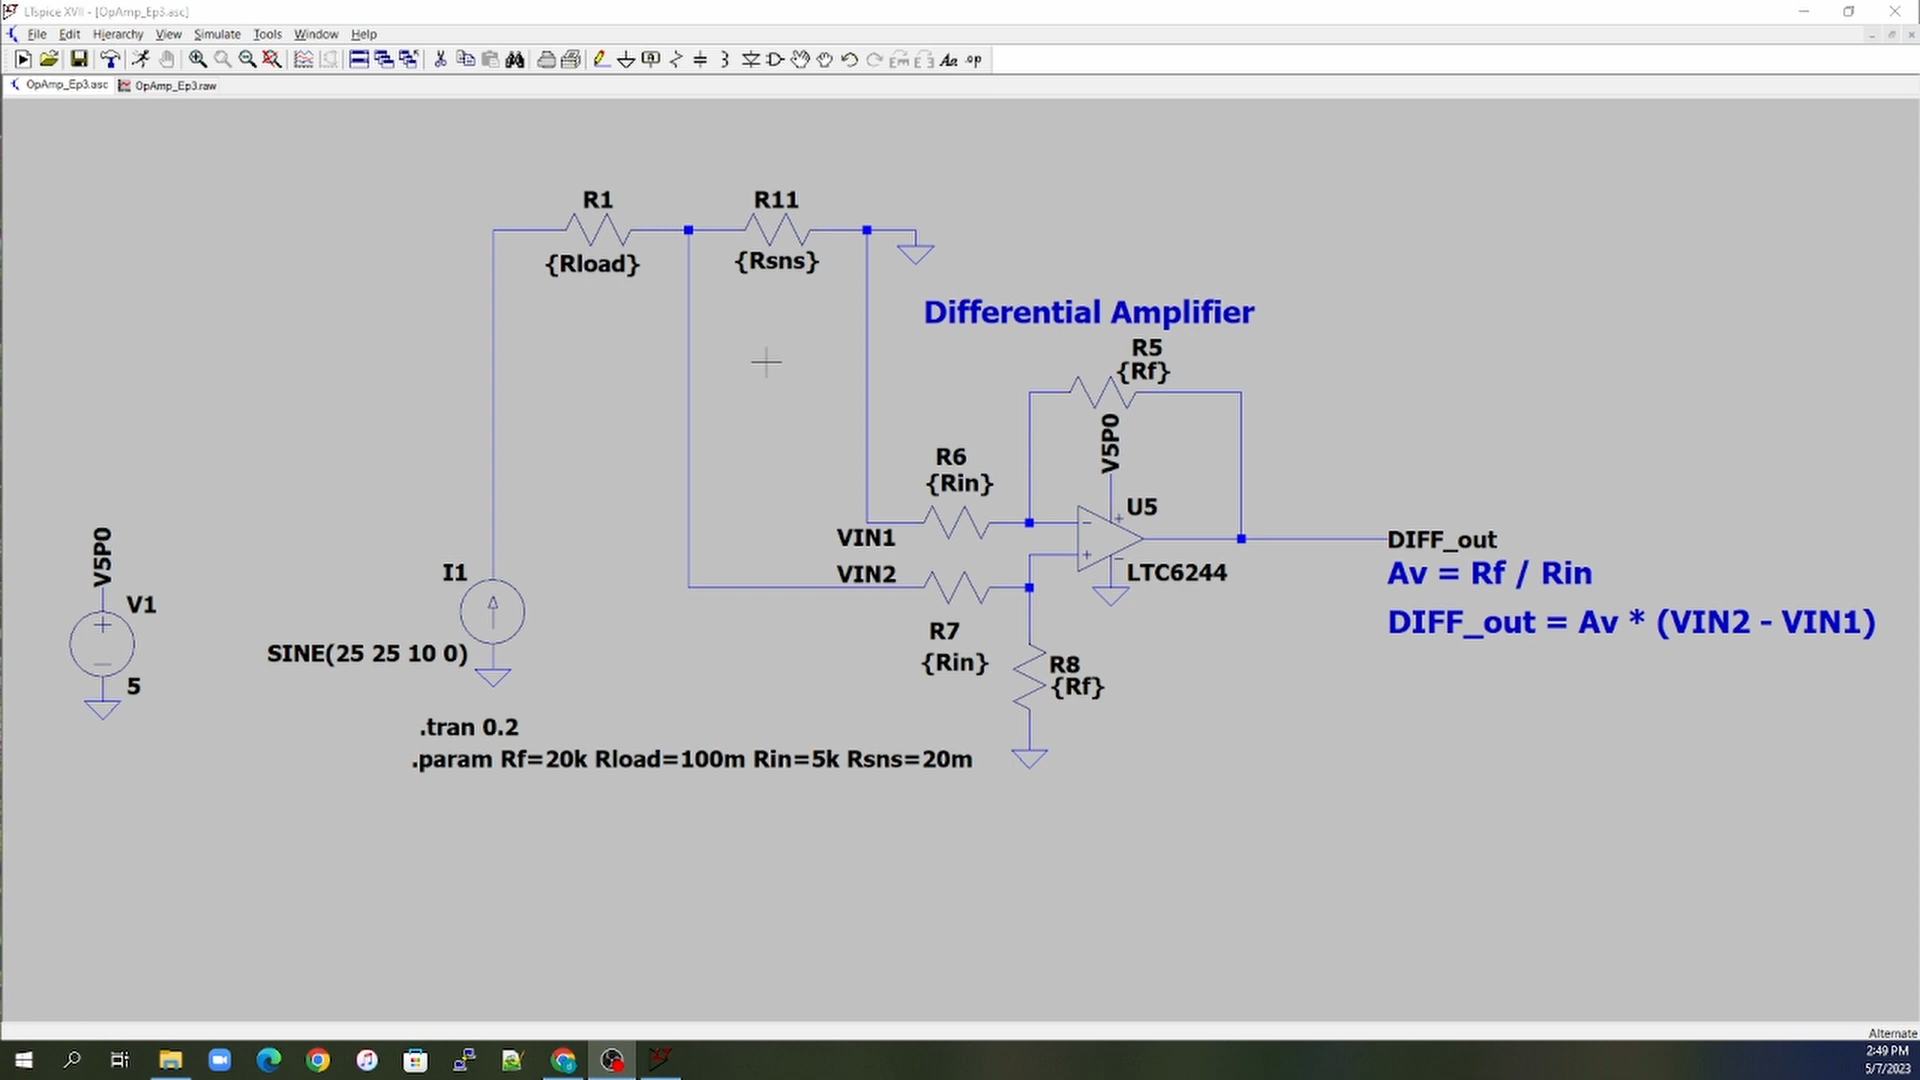 LTspice XVII - [OpAmp_Ep3.asc]
File Edit Hierarchy View Simulate Tools Window Help
Aa .op
OpAmp_Ep3.asc OpAmp_Ep3.raw
R1
{Rload}
R11
{Rsns}
Differential Amplifier
R5
{Rf}
V5P0
R6
{Rin}
U5
VIN1
VIN2
LTC6244
DIFF_out
Av = Rf / Rin
DIFF_out = Av * (VIN2 - VIN1)
R7
{Rin}
R8
{Rf}
V5P0
V1
5
I1
SINE(25 25 10 0)
.tran 0.2
.param Rf=20k Rload=100m Rin=5k Rsns=20m
Alternate
2:49 PM
5/7/2023